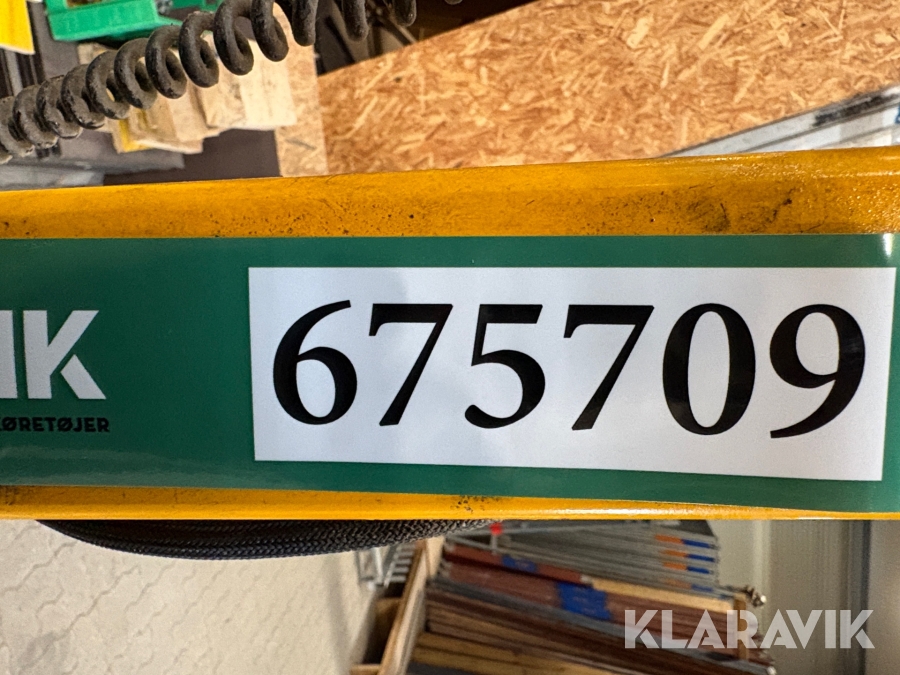 IK
675709
ØRETØJER
KLARAVIK